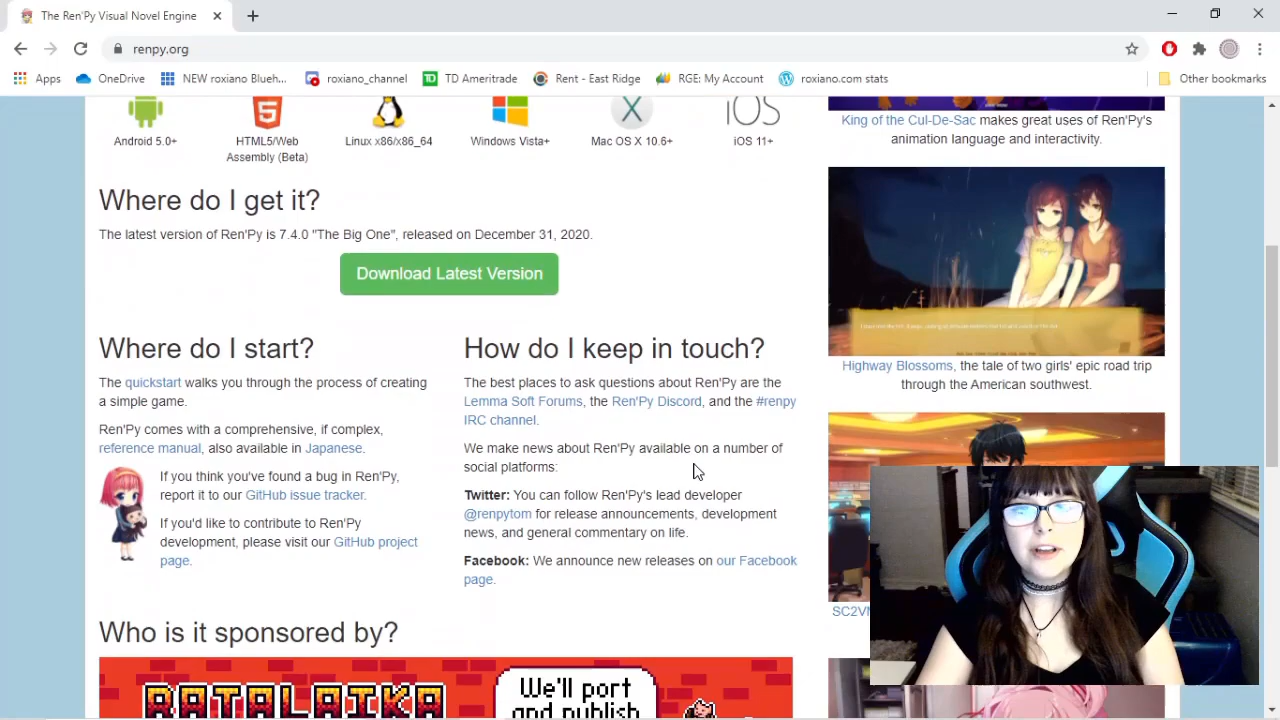 The Ren'Py Visual Novel Engine
renpy.org
Apps
OneDrive
NEW roxiano Blueh...
roxiano_channel
TD Ameritrade
Rent - East Ridge
RGE: My Account
roxiano.com stats
Other bookmarks
Android 5.0+
HTML5/Web
Assembly (Beta)
Linux x86/x86_64
Windows Vista+
Mac OS X 10.6+
iOS
iOS 11+
Where do I get it?
The latest version of Ren'Py is 7.4.0 "The Big One", released on December 31, 2020.
Download Latest Version
Where do I start?
The quickstart walks you through the process of creating
a simple game.
Ren'Py comes with a comprehensive, if complex,
reference manual, also available in Japanese.
If you think you've found a bug in Ren'Py,
report it to our GitHub issue tracker.
If you'd like to contribute to Ren'Py
development, please visit our GitHub project
page.
How do I keep in touch?
The best places to ask questions about Ren'Py are the
Lemma Soft Forums, the Ren'Py Discord, and the #renpy
IRC channel.
We make news about Ren'Py available on a number of
social platforms:
Twitter: You can follow Ren'Py's lead developer
@renpytom for release announcements, development
news, and general commentary on life.
Facebook: We announce new releases on our Facebook
page.
Who is it sponsored by?
RATALAIKA
We'll port
and publish
King of the Cul-De-Sac makes great uses of Ren'Py's
animation language and interactivity.
Highway Blossoms, the tale of two girls' epic road trip
through the American southwest.